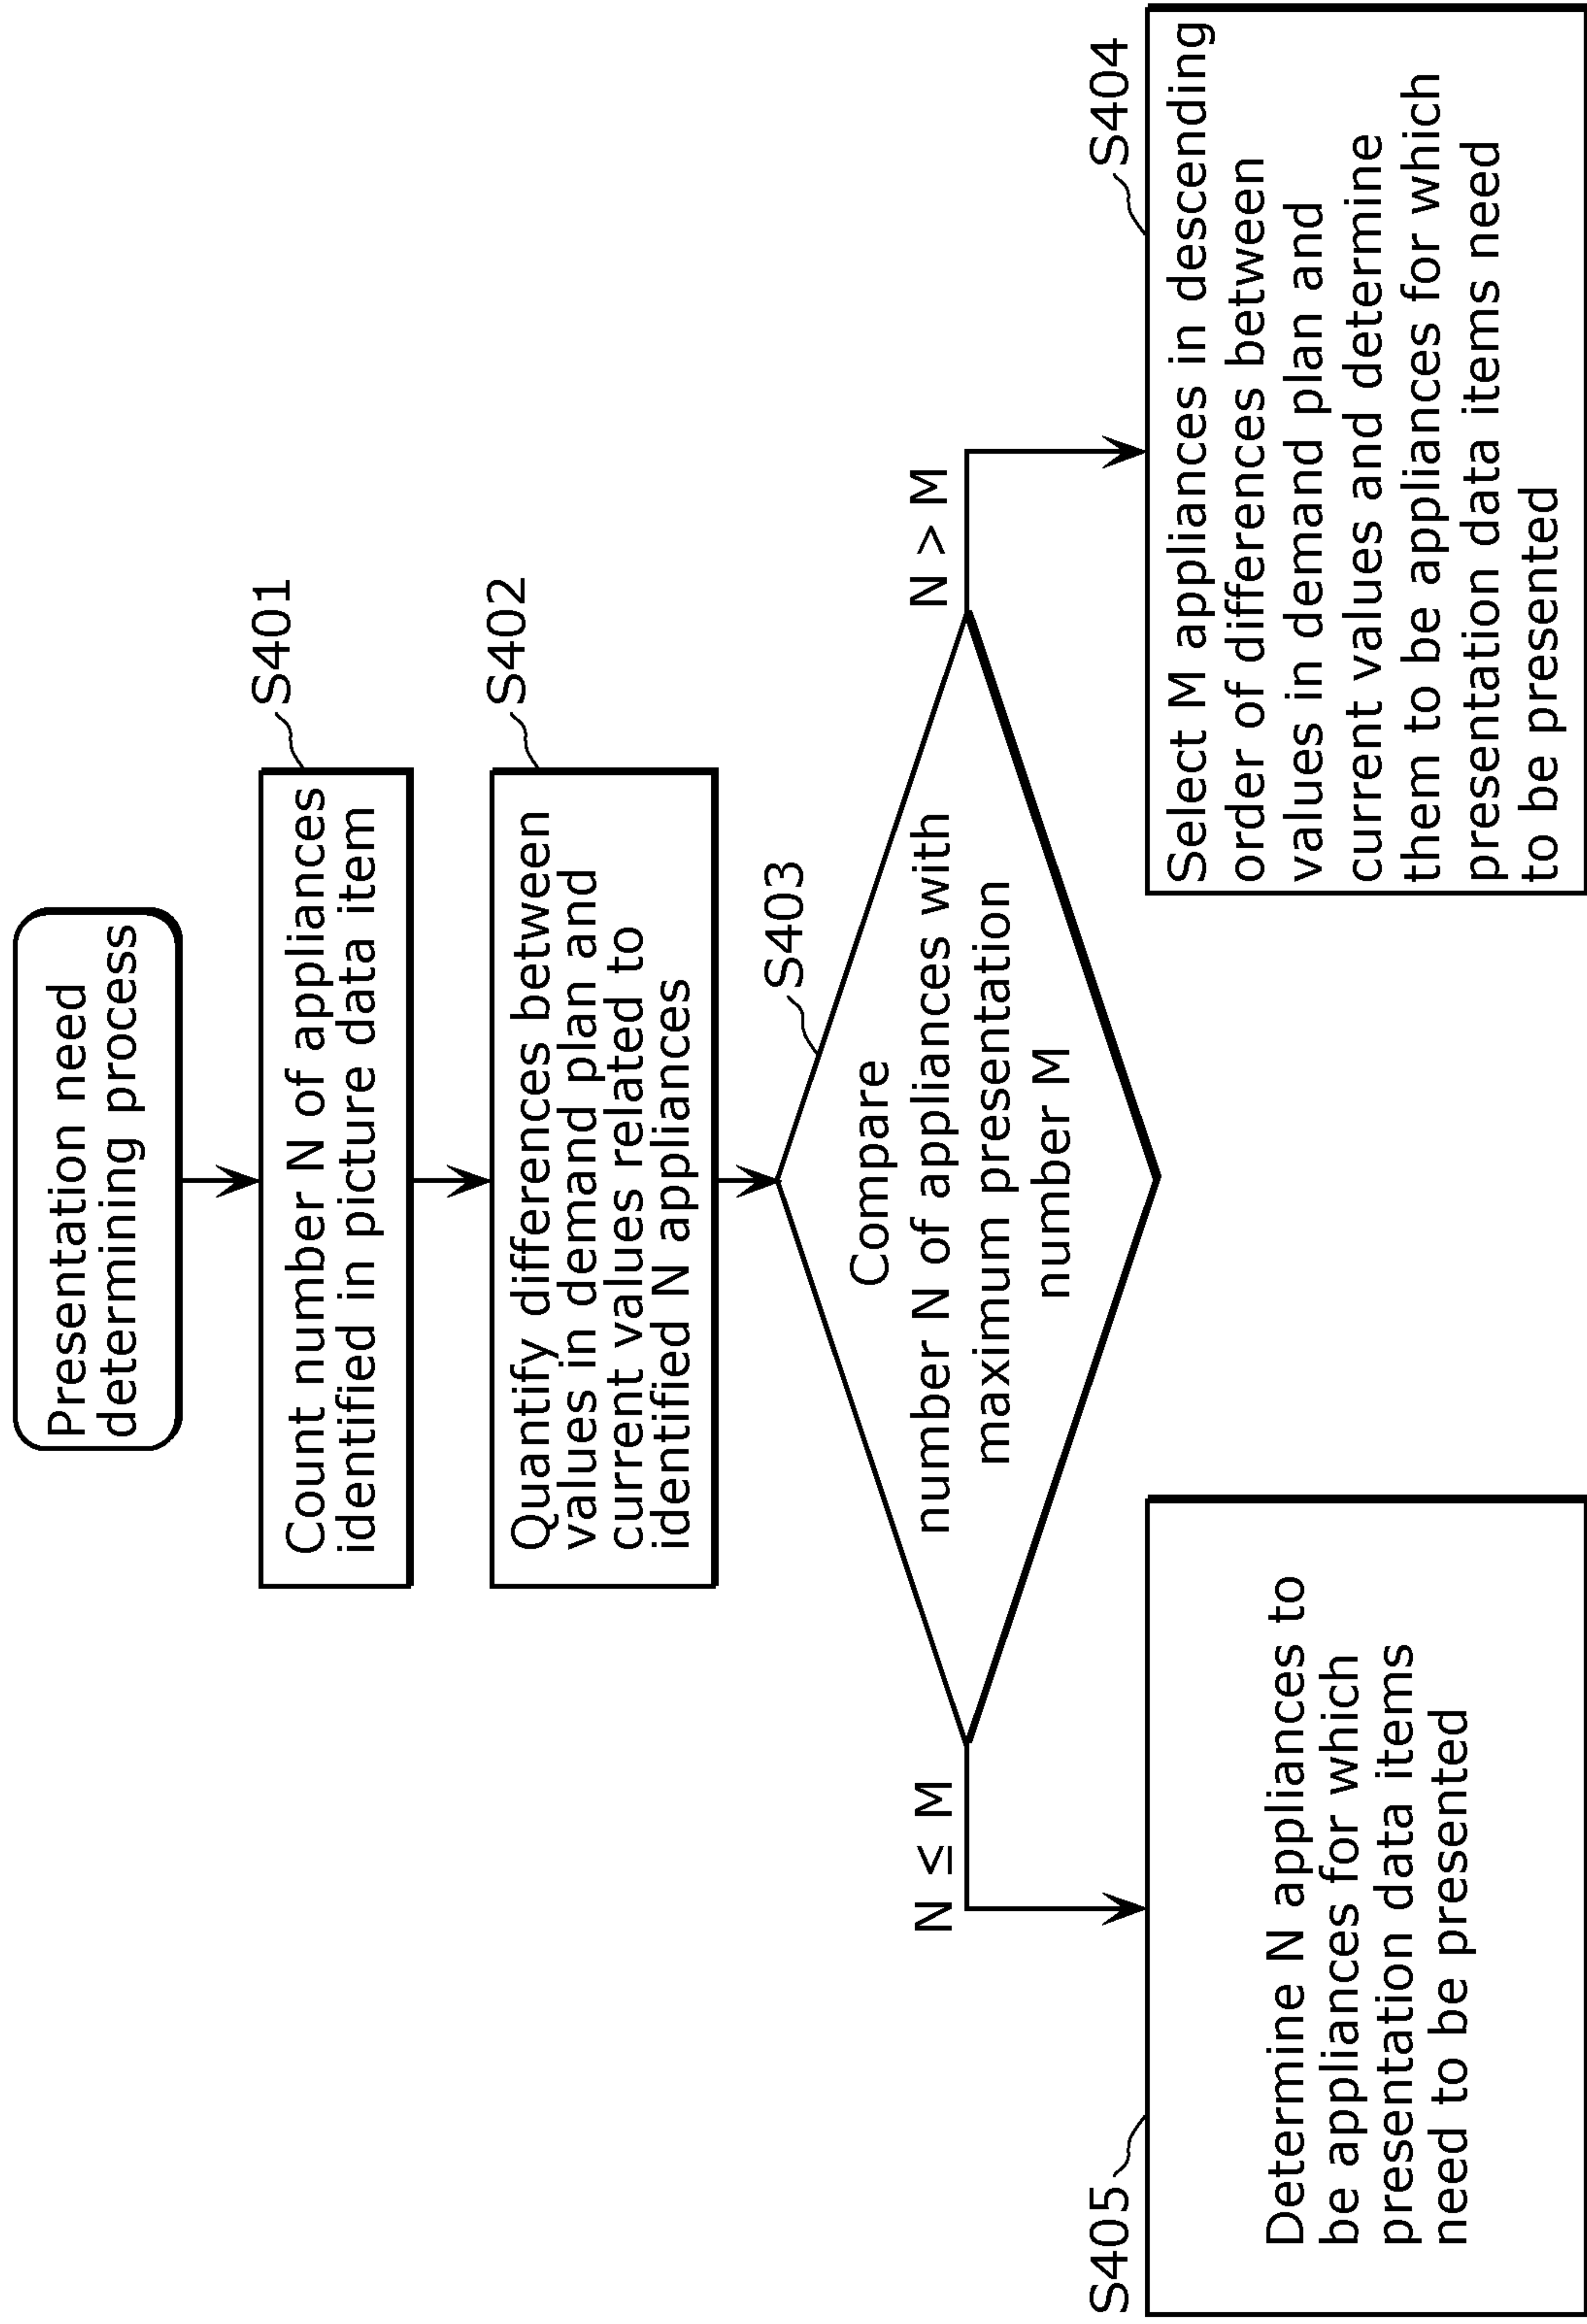 Presentation need
determining process
S401
Count number N of appliances
identified in picture data item
S402
Quantify differences between
values in demand plan and
current values related to
identified N appliances
S403
Compare
number N of appliances with
maximum presentation
number M
N ≤ M
N > M
S405
Determine N appliances to
be appliances for which
presentation data items
need to be presented
S404
Select M appliances in descending
order of differences between
values in demand plan and
current values and determine
them to be appliances for which
presentation data items need
to be presented